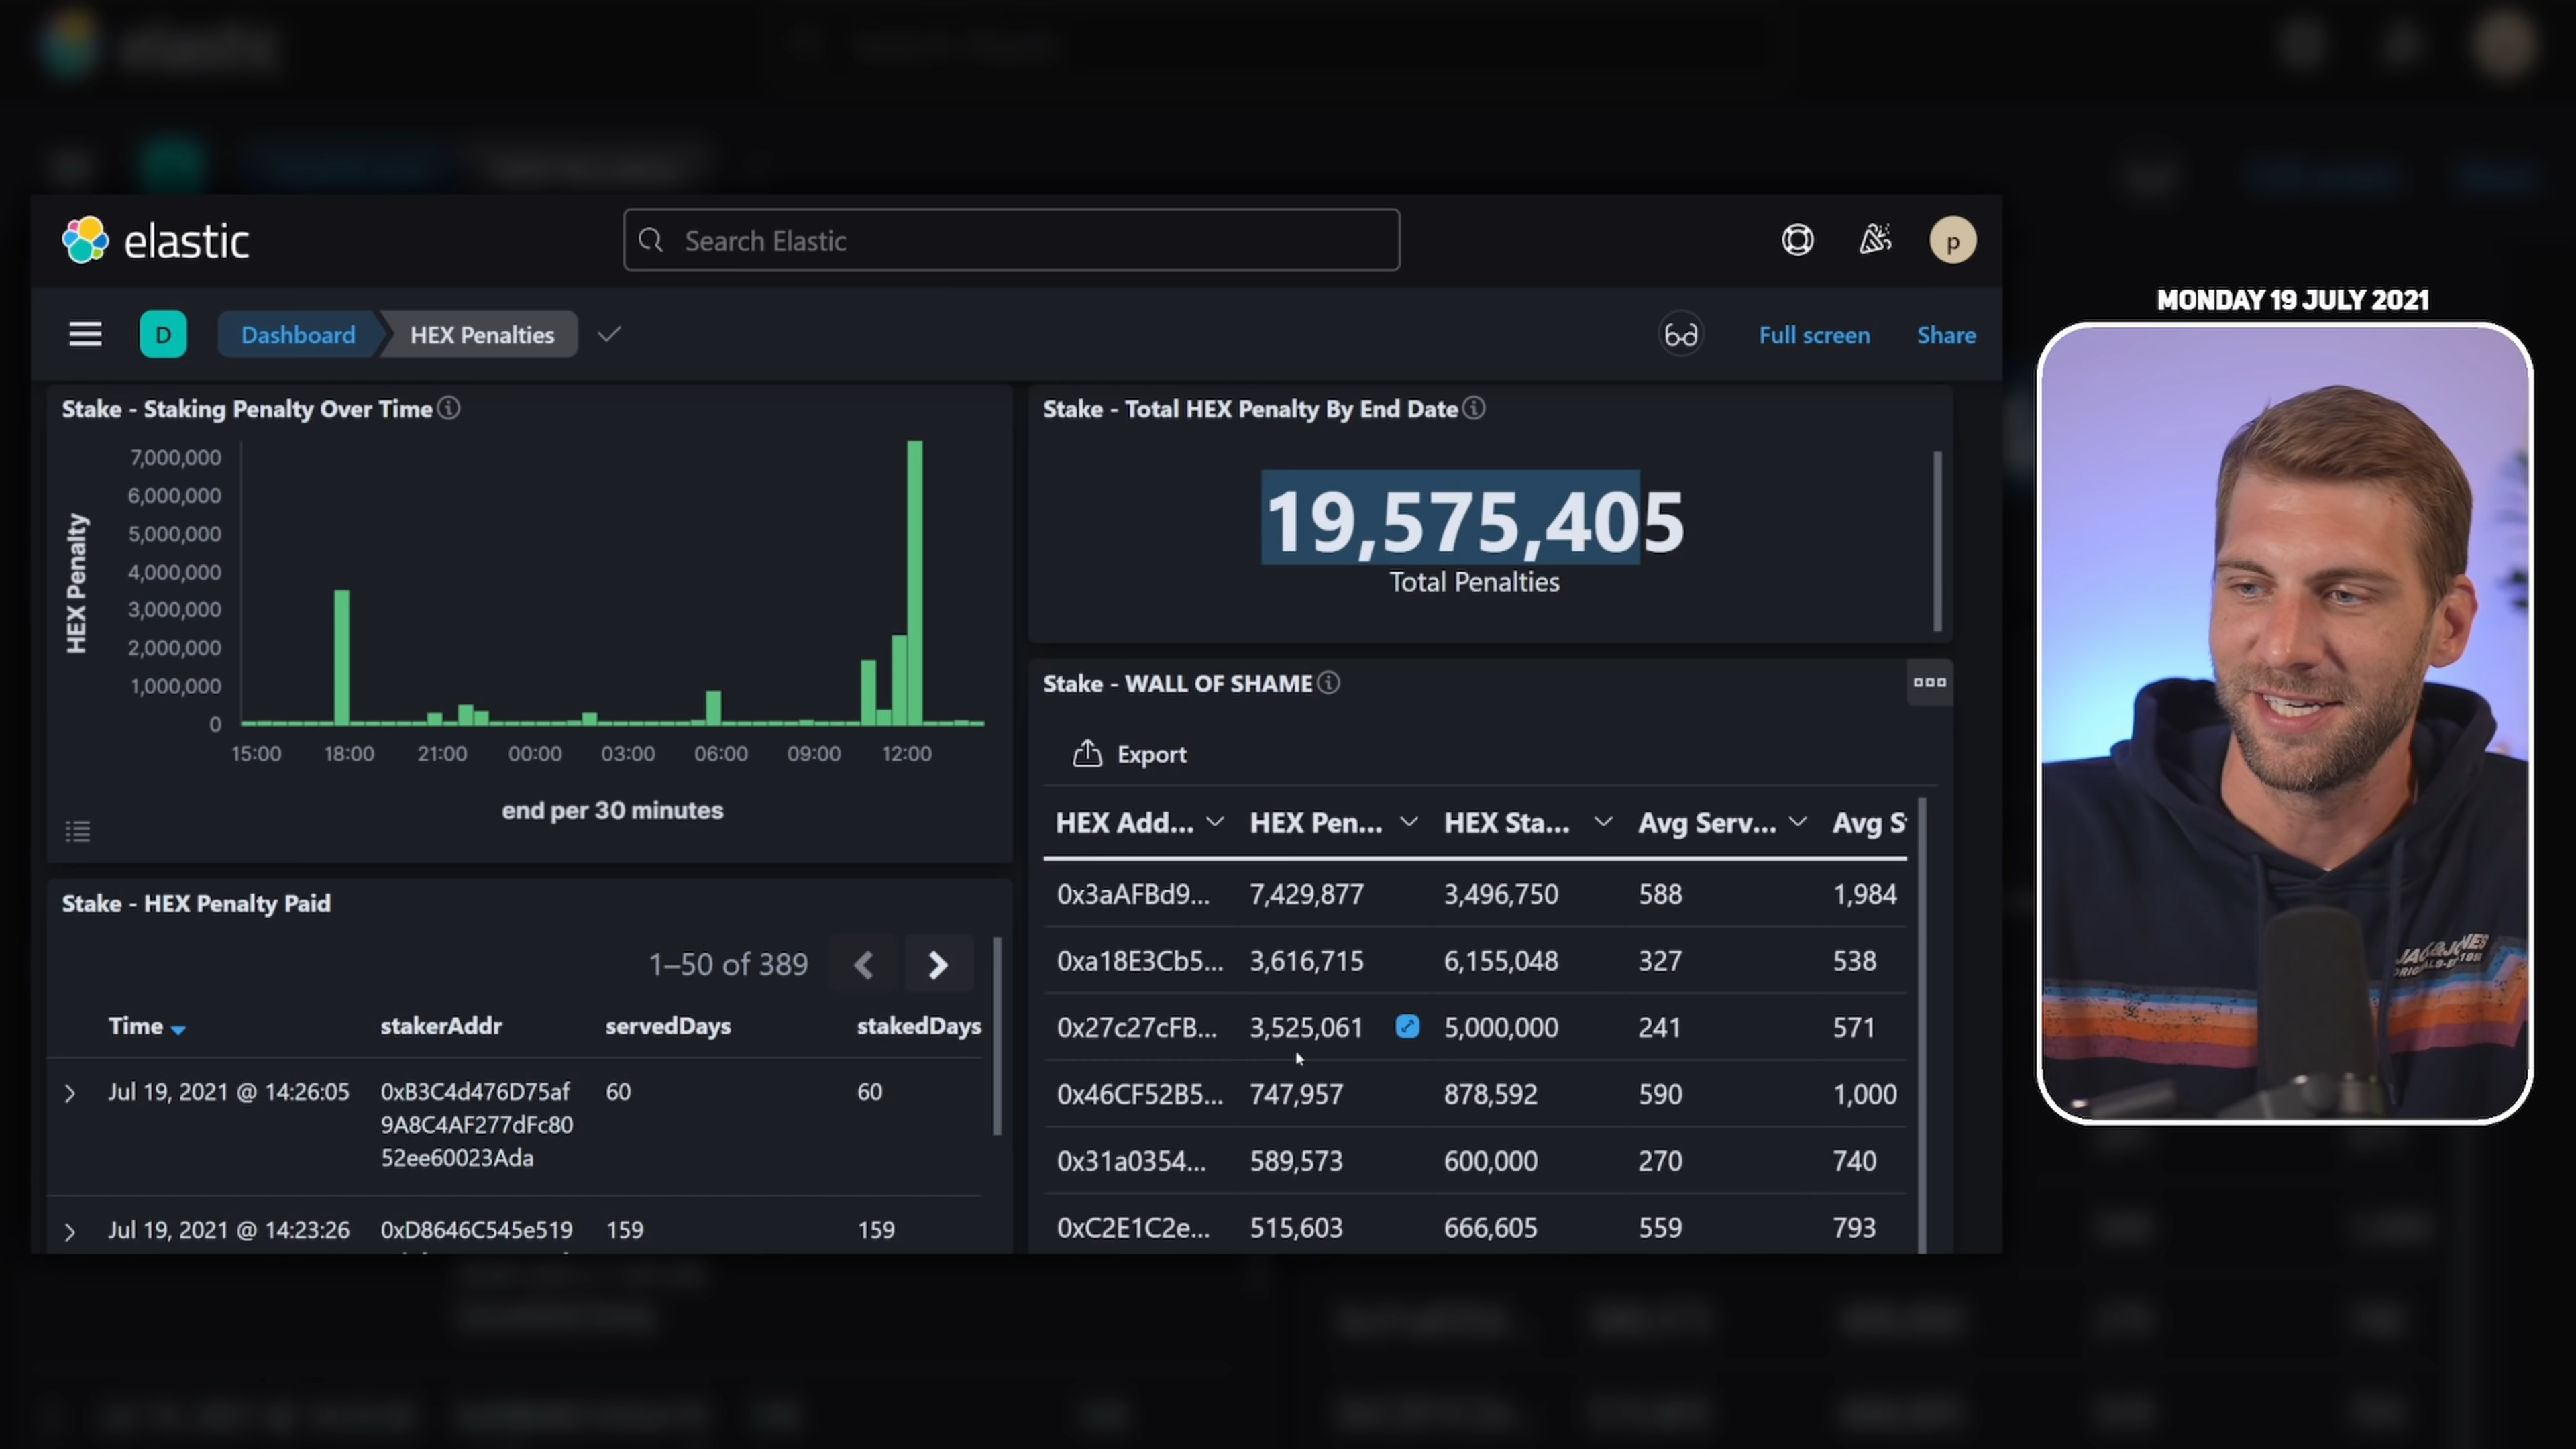 elastic
Search Elastic
p
D
Dashboard
HEX Penalties
Full screen
Share
MONDAY 19 JULY 2021
Stake - Staking Penalty Over Time
HEX Penalty
7,000,000
6,000,000
5,000,000
4,000,000
3,000,000
2,000,000
1,000,000
0
15:00 18:00 21:00 00:00 03:00 06:00 09:00 12:00
end per 30 minutes
Stake - Total HEX Penalty By End Date
19,575,405
Total Penalties
Stake - HEX Penalty Paid
1–50 of 389
Time stakerAddr servedDays stakedDays
Jul 19, 2021 @ 14:26:05 0xB3C4d476D75af 60 60
9A8C4AF277dFc80
52ee60023Ada
Jul 19, 2021 @ 14:23:26 0xD8646C545e519 159 159
Stake - WALL OF SHAME
Export
HEX Add... HEX Pen... HEX Sta... Avg Serv... Avg S
0x3aAFBd9... 7,429,877 3,496,750 588 1,984
0xa18E3Cb5... 3,616,715 6,155,048 327 538
0x27c27cFB... 3,525,061 5,000,000 241 571
0x46CF52B5... 747,957 878,592 590 1,000
0x31a0354... 589,573 600,000 270 740
0xC2E1C2e... 515,603 666,605 559 793
JACK&JONES